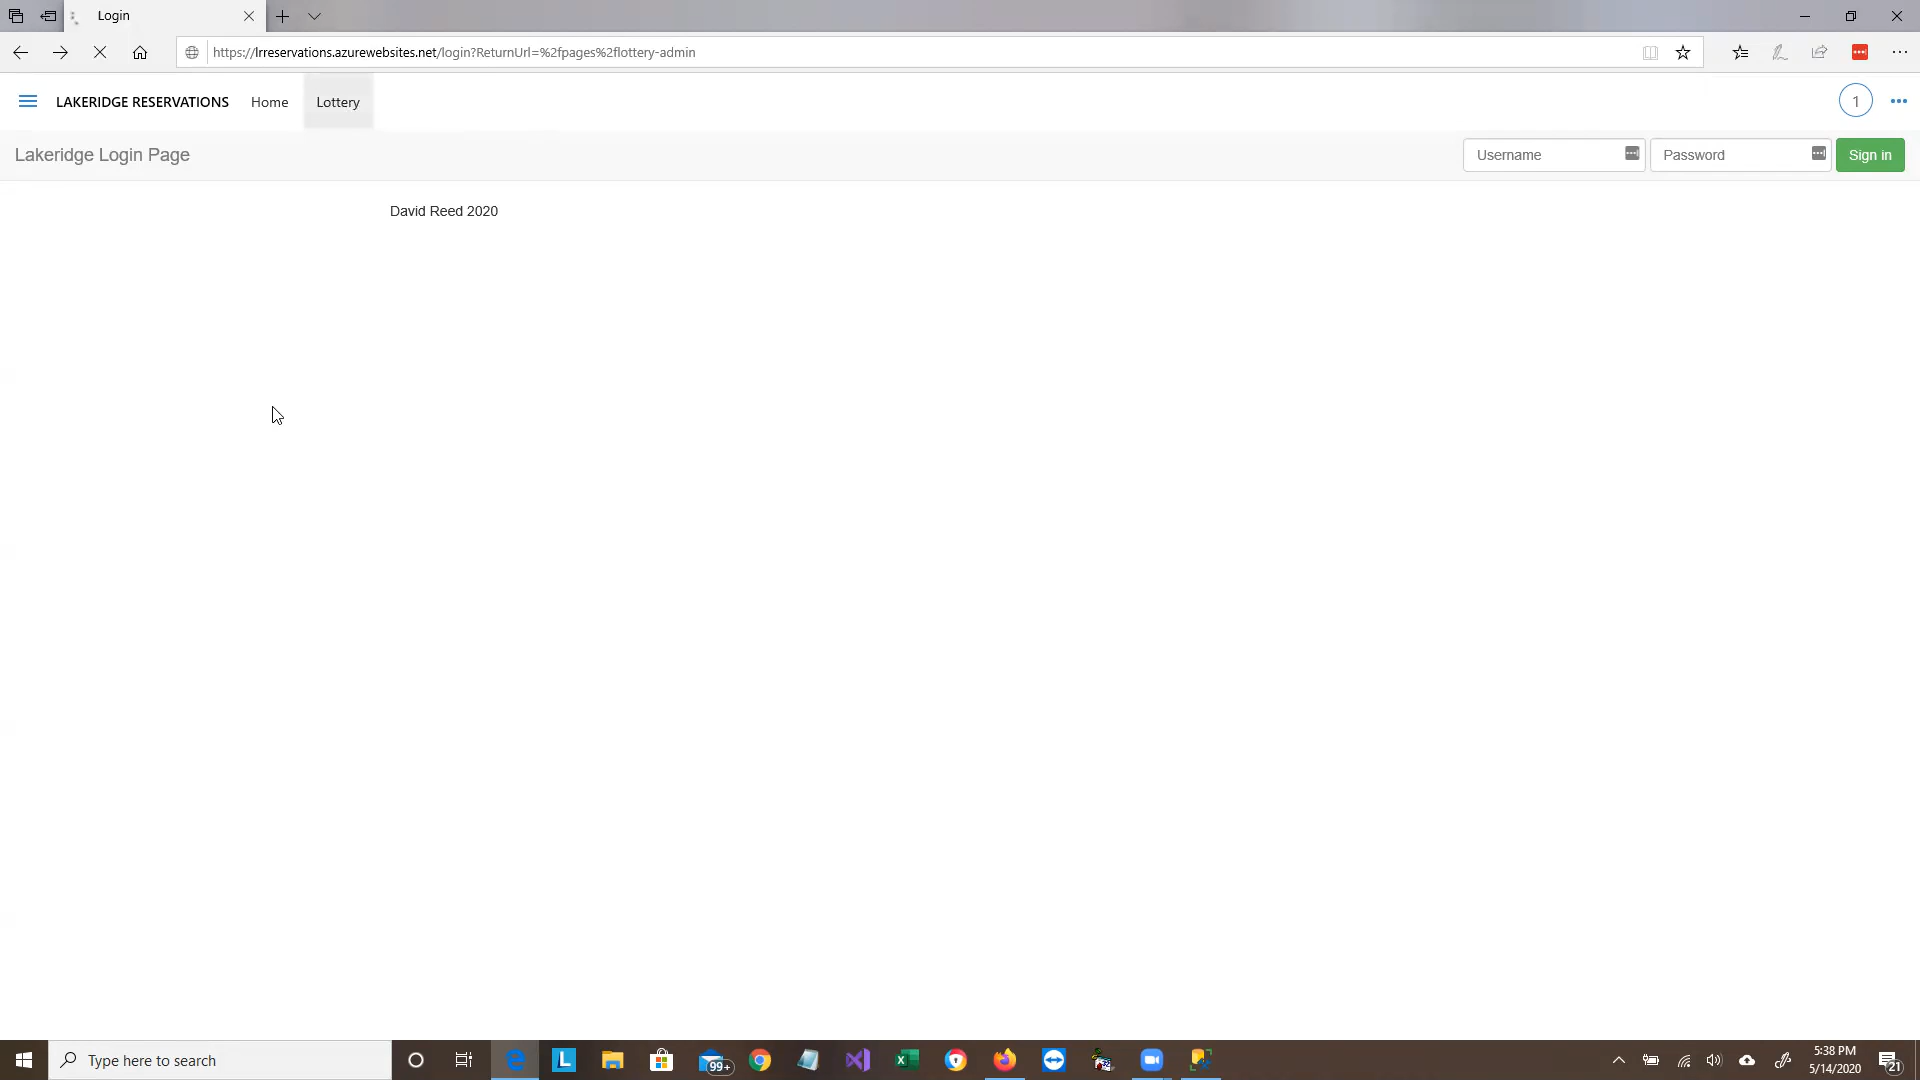 Login
https://lrreservations.azurewebsites.net/login?ReturnUrl=%2fpages%2flottery-admin
LAKERIDGE RESERVATIONS Home Lottery 1
Lakeridge Login Page Username Password Sign in
David Reed 2020
Type here to search L 99+ 5:38 PM
5/14/2020 21